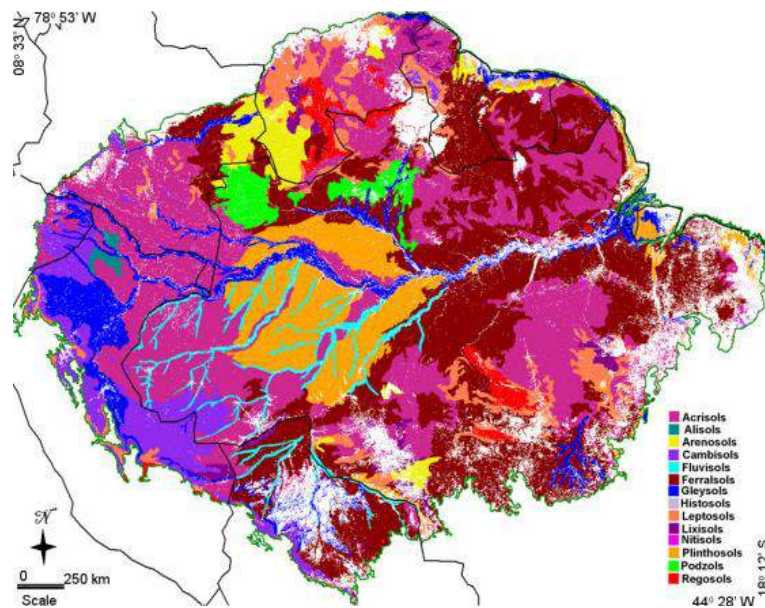 78° 53' W
08° 33' N
Acrisols
Alisols
Arenosols
Cambisols
Fluvisols
Ferralsols
Gleysols
Histosols
Leptosols
Lixisols
Nitisols
Plinthosols
Podzols
Regosols
N
0 250 km
Scale
18° 12' S
44° 28' W